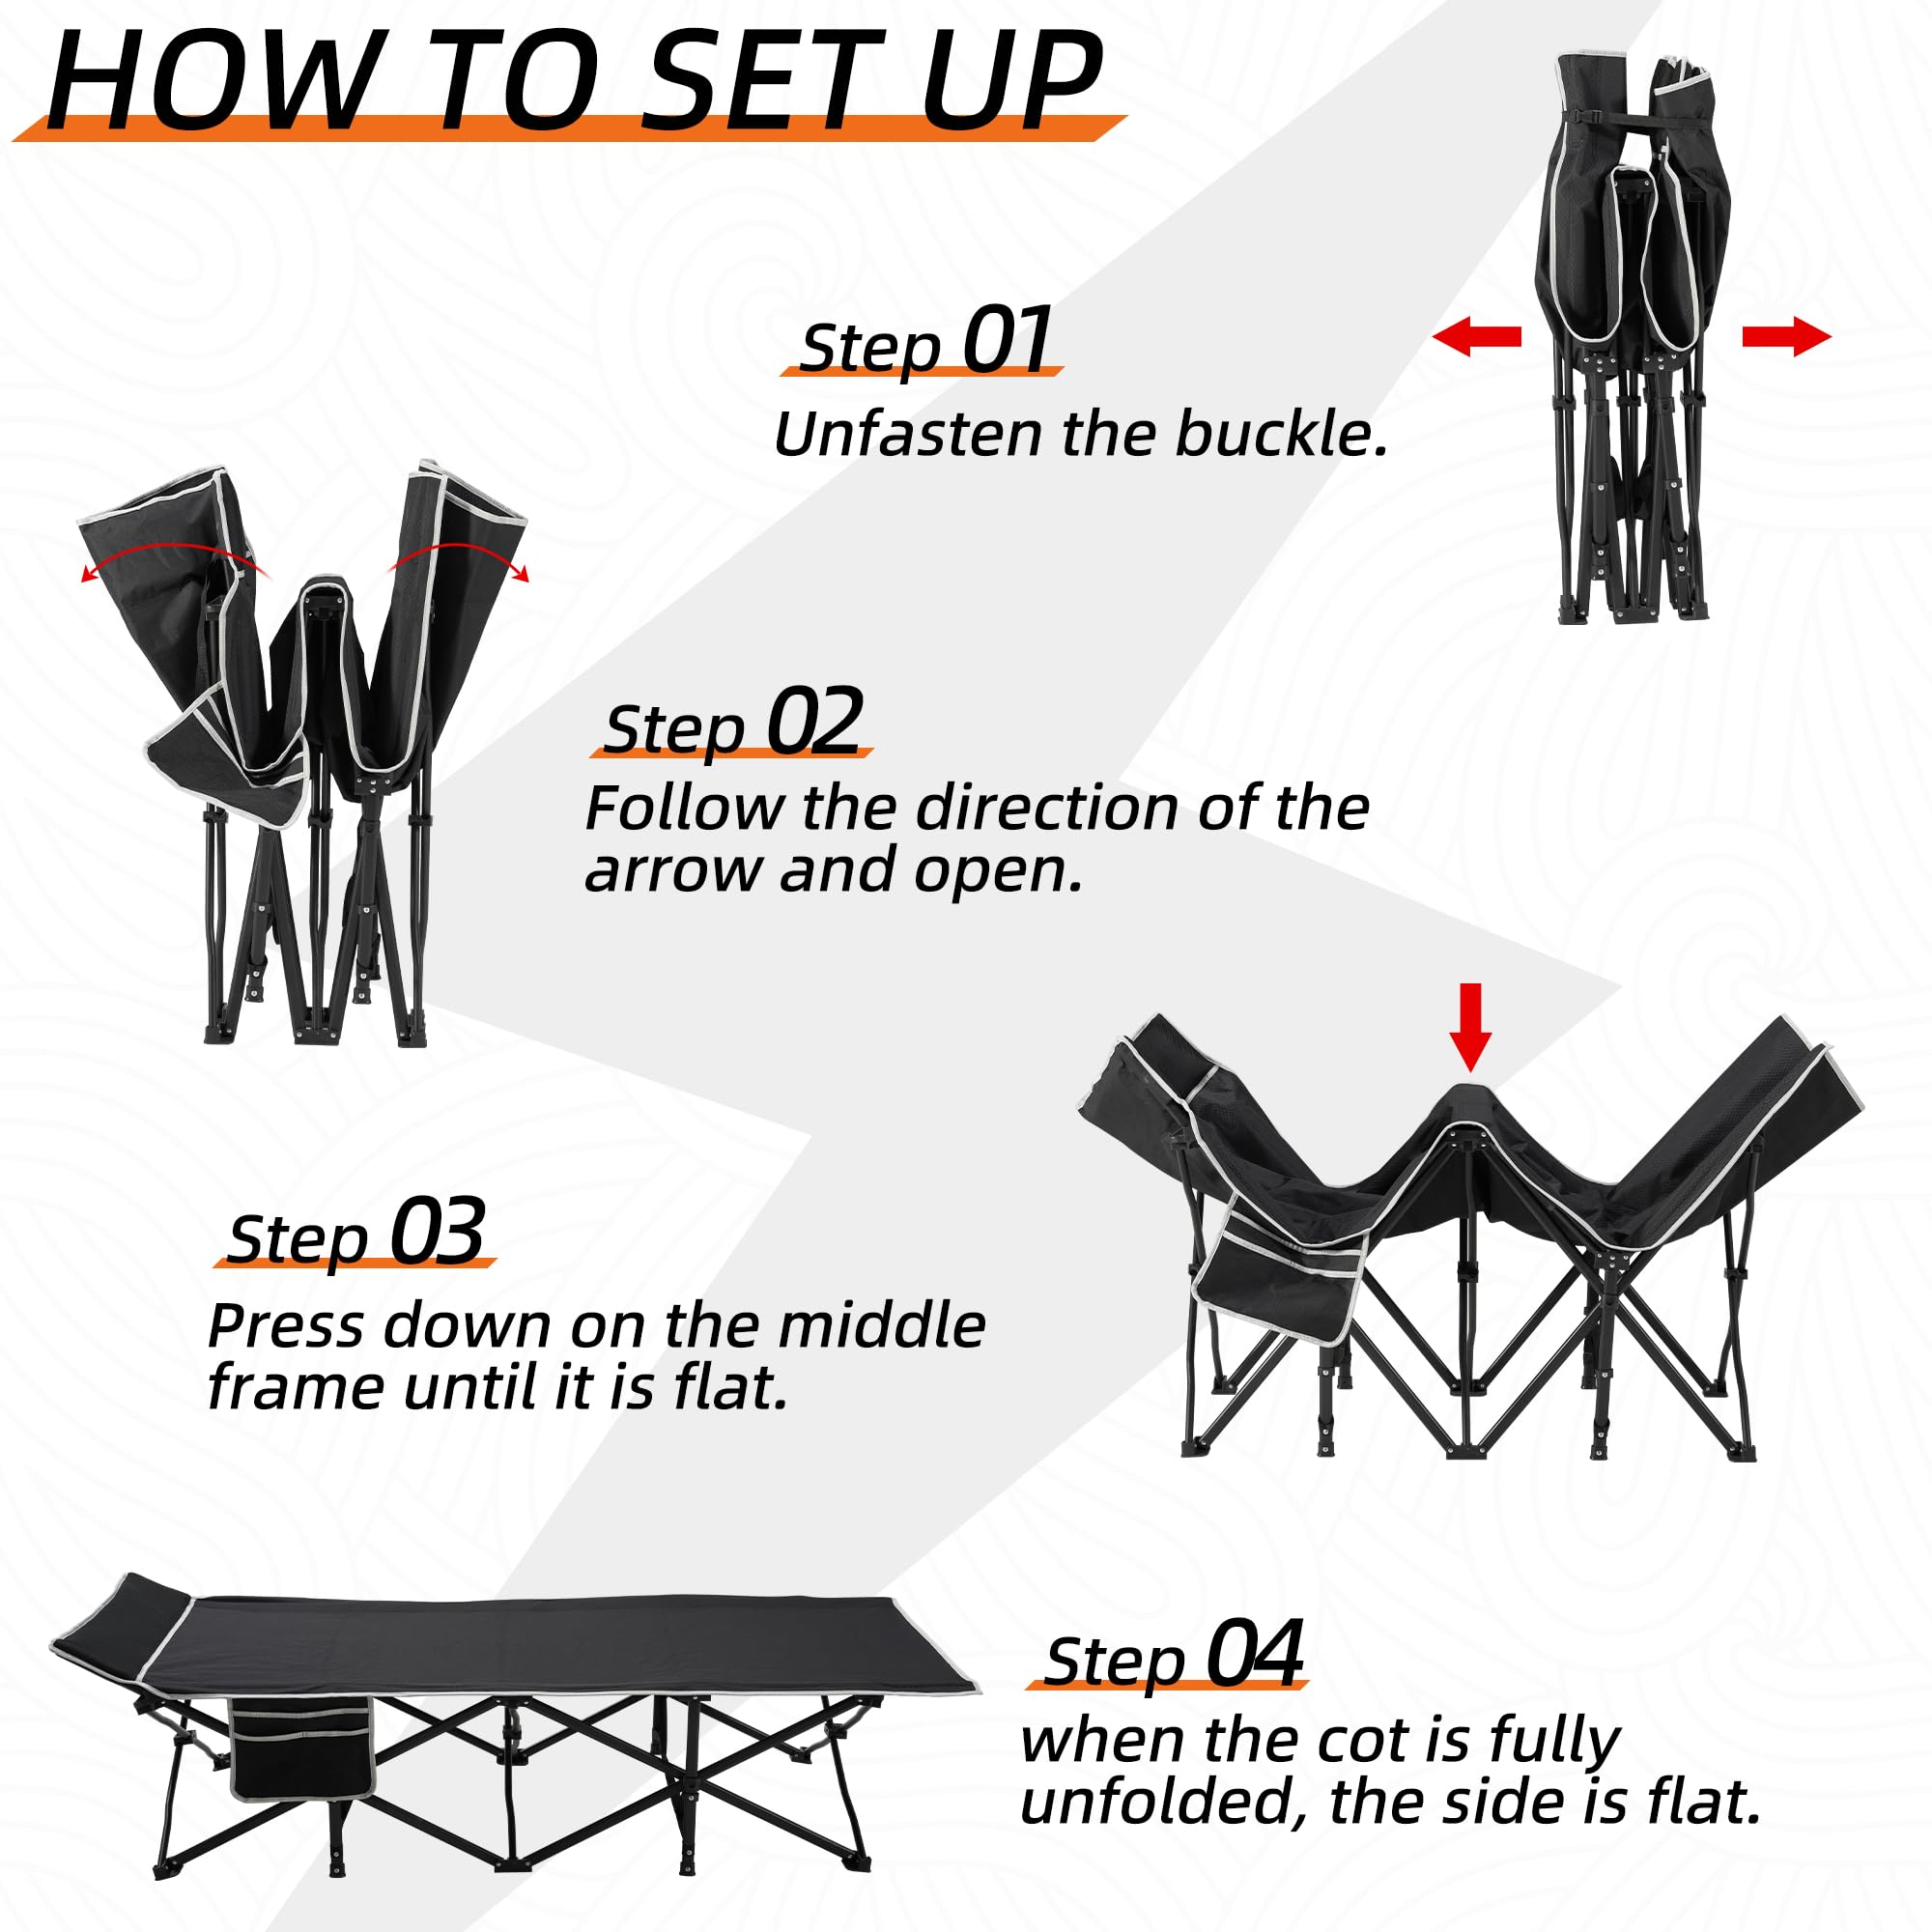 HOW TO SET UP
Step 01
Unfasten the buckle.
Step 02
Follow the direction of the
arrow and open.
Step 03
Press down on the middle
frame until it is flat.
Step 04
when the cot is fully
unfolded, the side is flat.